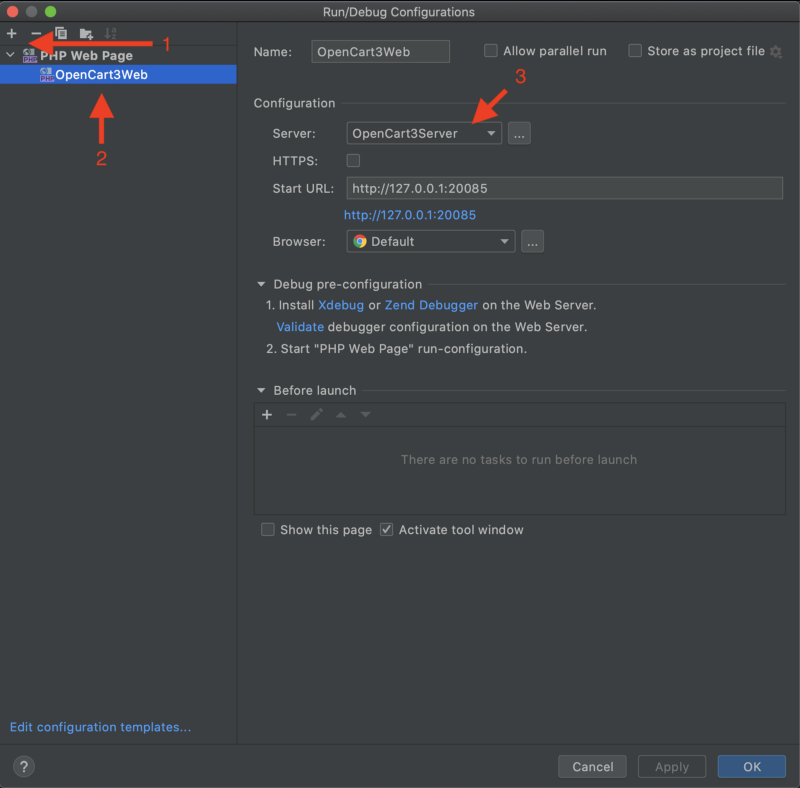 Run/Debug Configurations
1
PHP Web Page
OpenCart3Web
2
Name: OpenCart3Web Allow parallel run Store as project file
3
Configuration
Server: OpenCart3Server ...
HTTPS:
Start URL: http://127.0.0.1:20085
http://127.0.0.1:20085
Browser: Default ...
Debug pre-configuration
1. Install Xdebug or Zend Debugger on the Web Server.
Validate debugger configuration on the Web Server.
2. Start "PHP Web Page" run-configuration.
Before launch
There are no tasks to run before launch
Show this page Activate tool window
Edit configuration templates...
? Cancel Apply OK